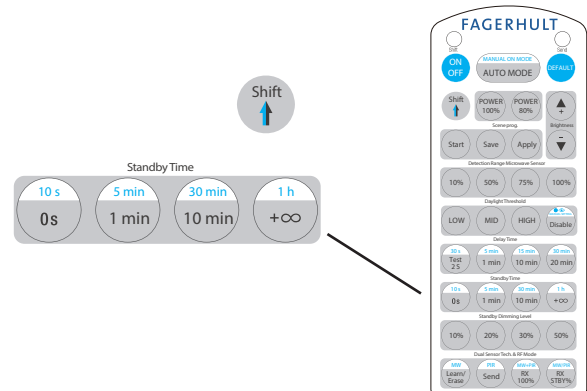 Shift
Standby Time
10 s 5 min 30 min 1 h
0s 1 min 10 min +∞
FAGERHULT
Shift Send
ON OFF
MANUAL ON MODE
AUTO MODE
DEFAULT
Shift
POWER 100%
POWER 80%
+
Brightness
-
Scene prog.
Start Save Apply
Detection Range Microwave Sensor
10% 50% 75% 100%
Daylight Threshold
LOW MID HIGH Disable
Delay Time
30 s 5 min 15 min 30 min
Test 2 S 1 min 10 min 20 min
Standby Time
10 s 5 min 30 min 1 h
0s 1 min 10 min +∞
Standby Dimming Level
10% 20% 30% 50%
Dual Sensor Tech. & RF Mode
MW PIR MW+PIR MW/PIR
Learn/ Erase Send RX 100% RX STBY%